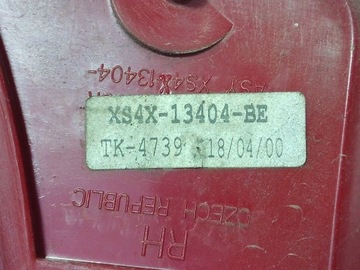 ASY XS4X
13404-
XS4X-13404-BE
TK-4739 18/04/00
CZECH REPUBLIC
RH